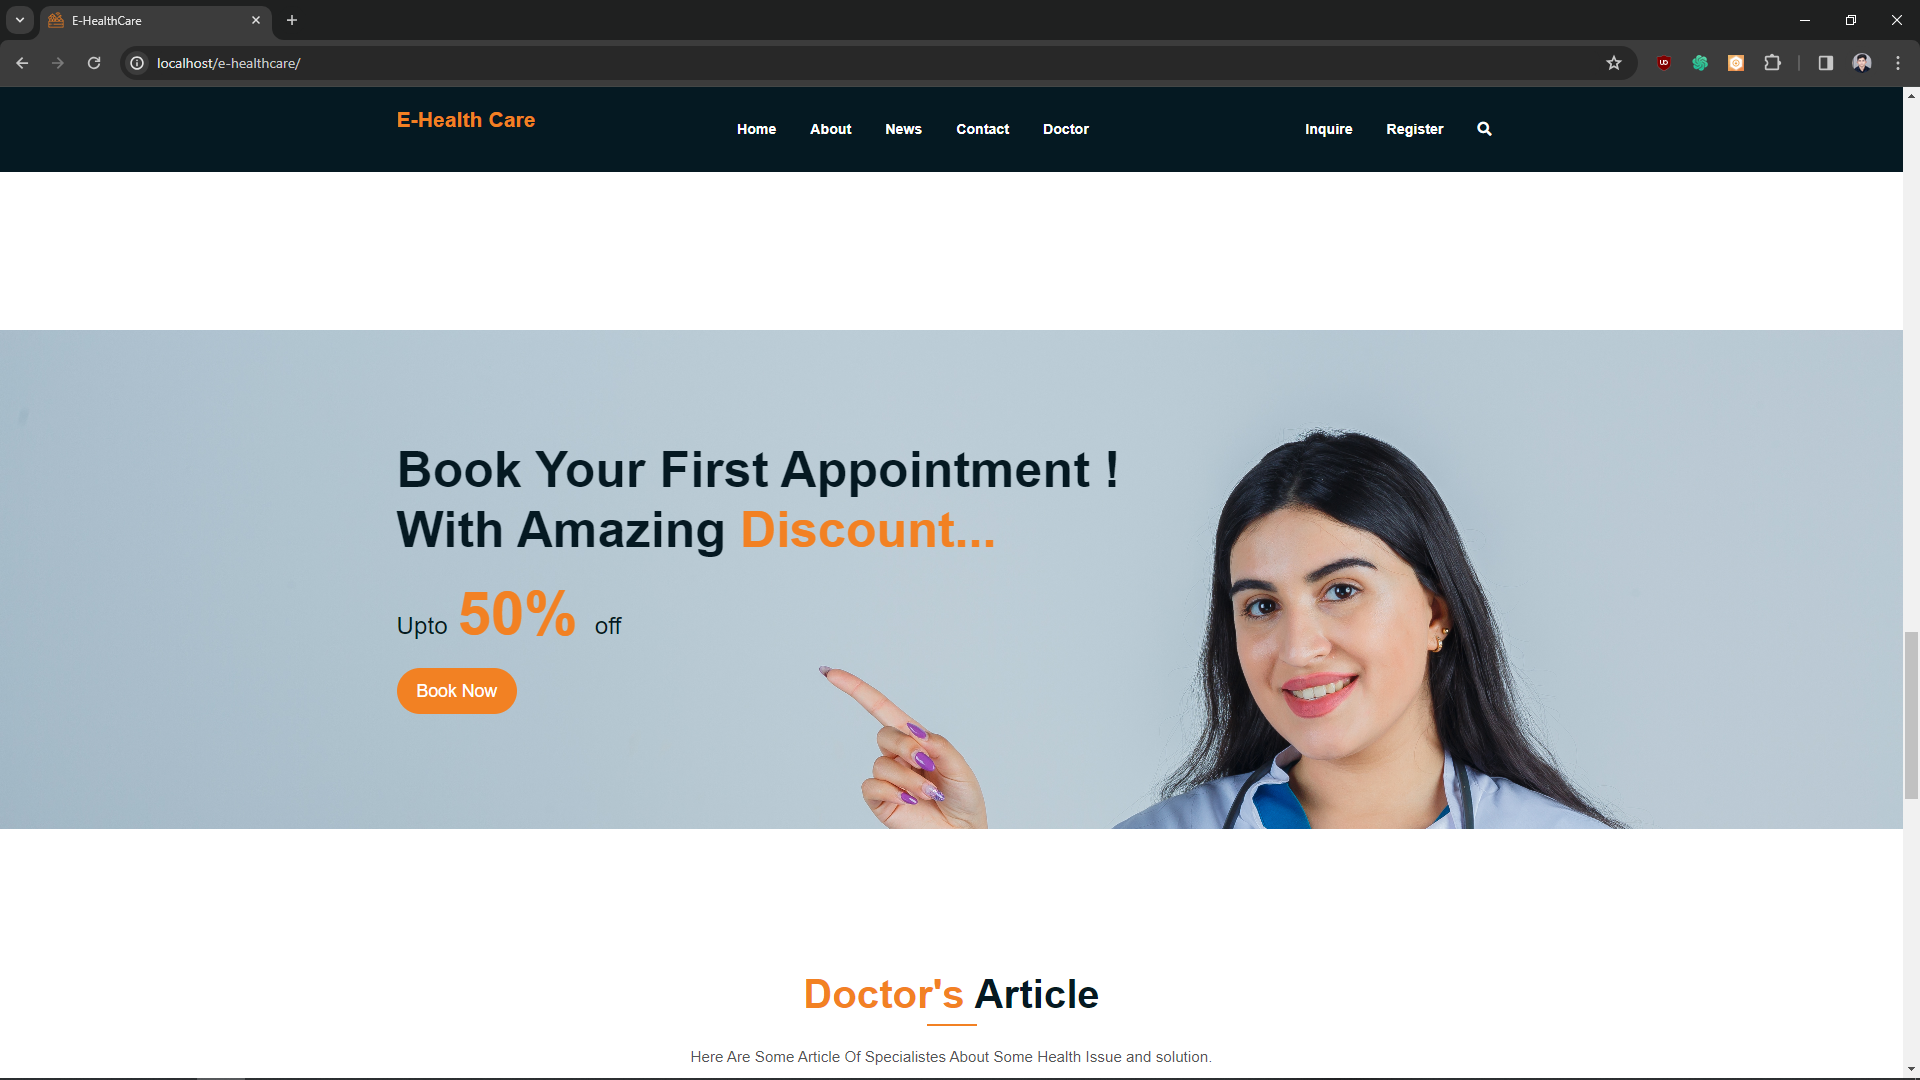 E-HealthCare
localhost/e-healthcare/
E-Health Care
Home About News Contact Doctor Inquire Register
Book Your First Appointment !
With Amazing Discount...
Upto 50% off
Book Now
Doctor's Article
Here Are Some Article Of Specialistes About Some Health Issue and solution.